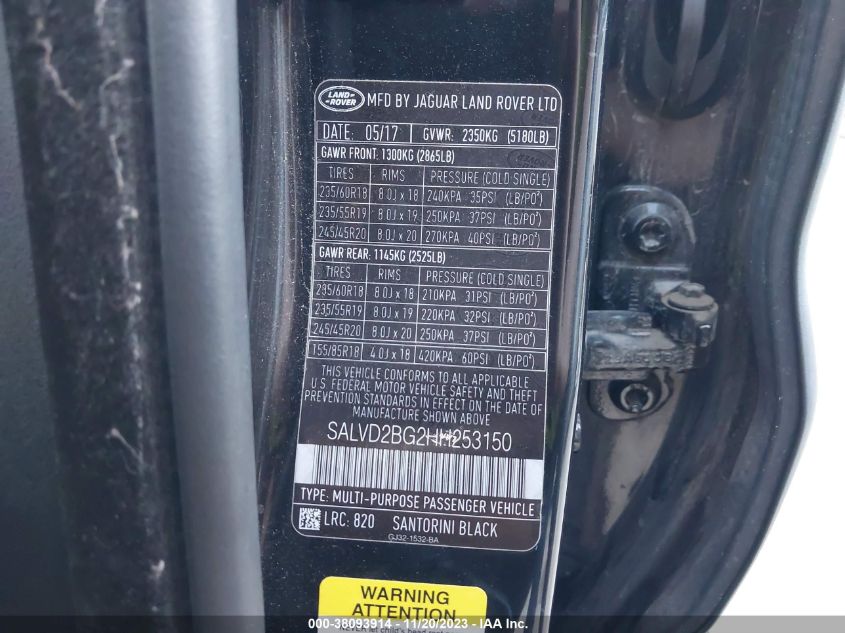 LAND-
-ROVER
MFD BY JAGUAR LAND ROVER LTD
DATE: 05/17 GVWR: 2350KG (5180LB)
GAWR FRONT: 1300KG (2865LB)
TIRES RIMS PRESSURE (COLD SINGLE)
235/60R18 8.0J x 18 240KPA 35PSI (LB/PO²)
235/55R19 8.0J x 19 250KPA 37PSI (LB/PO²)
245/45R20 8.0J x 20 270KPA 40PSI (LB/PO²)
GAWR REAR: 1145KG (2525LB)
TIRES RIMS PRESSURE (COLD SINGLE)
235/60R18 8.0J x 18 210KPA 31PSI (LB/PO²)
235/55R19 8.0J x 19 220KPA 32PSI (LB/PO²)
245/45R20 8.0J x 20 250KPA 37PSI (LB/PO²)
T55/85R18 4.0J x 18 420KPA 60PSI (LB/PO²)
THIS VEHICLE CONFORMS TO ALL APPLICABLE
U.S. FEDERAL MOTOR VEHICLE SAFETY AND THEFT
PREVENTION STANDARDS IN EFFECT ON THE DATE OF
MANUFACTURE SHOWN ABOVE
SALVD2BG2HH253150
TYPE: MULTI-PURPOSE PASSENGER VEHICLE
LRC: 820 SANTORINI BLACK
GJ32-1532-BA
WARNING
ATTENTION
000-38093914 - 11/20/2023 - IAAI.com